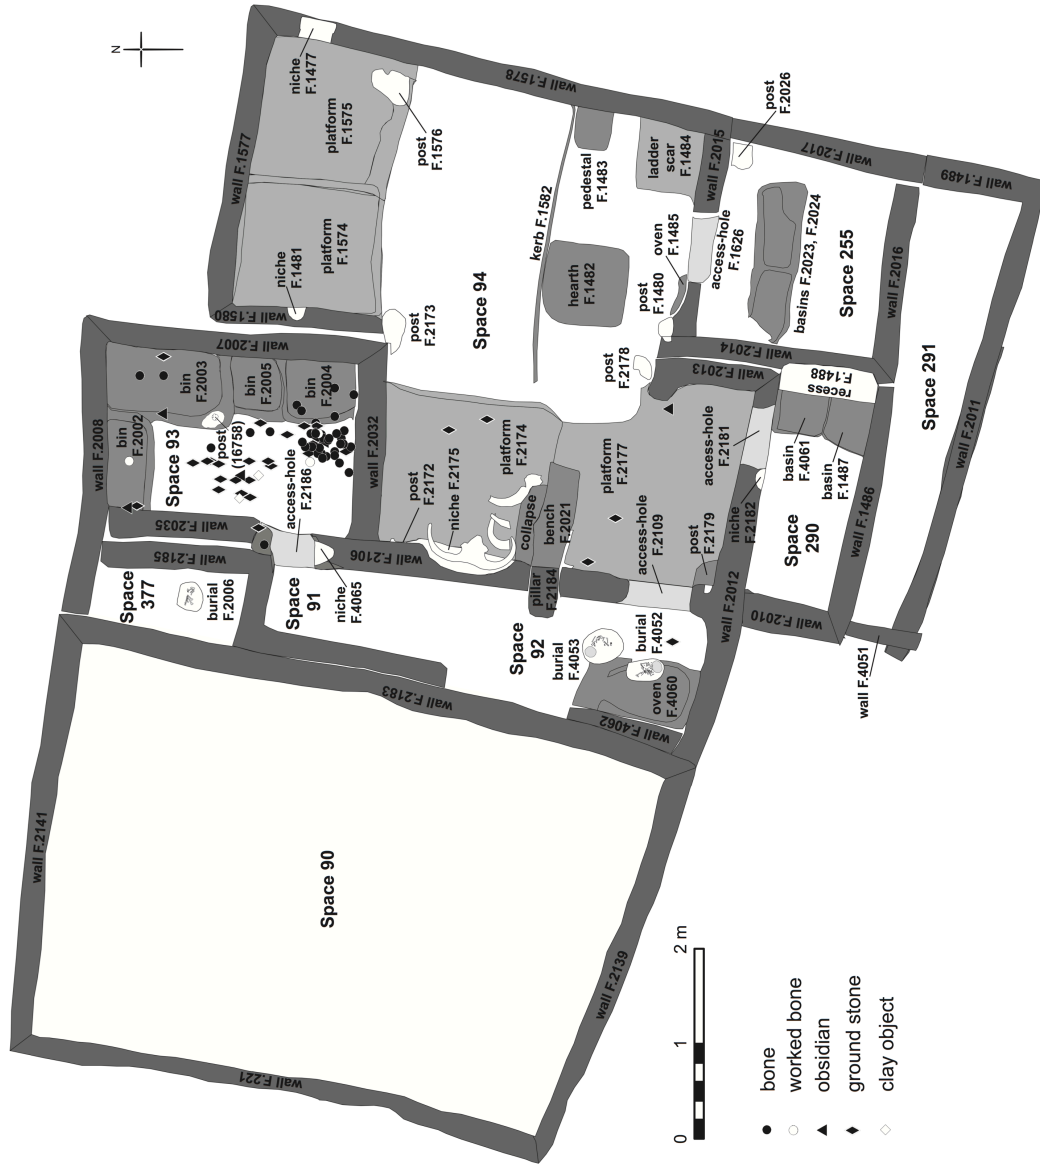 N
wall F.1577
niche
F.1477
platform
F.1575
platform
F.1574
niche
F.1481
wall F.1580
wall F.1578
post
F.1576
post
F.2173
Space 94
kerb F.1582
pedestal
F.1483
hearth
F.1482
ladder
scar
F.1484
wall F.2015
post
F.2026
oven
F.1485
post
F.1480
access-hole
F.1626
wall F.2017
basins F.2023, F.2024
Space 255
wall F.2016
wall F.1489
wall F.2014
Space 291
wall F.2011
wall F.2008
wall F.2007
bin
F.2003
bin
F.2005
bin
F.2004
bin
F.2002
post
(16758)
Space 93
access-hole
F.2186
wall F.2032
wall F.2035
wall F.2185
Space
377
burial
F.2006
Space
91
niche
F.4065
wall F.2106
post
F.2172
niche
F.2175
platform
F.2174
collapse
bench
F.2021
pillar
F.2184
platform
F.2177
post
F.2178
wall F.2013
access-hole
F.2181
access-hole
F.2109
post
F.2179
niche
F.2182
wall F.2012
recess
F.1488
basin
F.4061
basin
F.1487
Space
290
wall F.1486
wall F.2010
wall F.4051
Space
92
burial
F.4053
burial
F.4052
oven
F.4060
wall F.4062
wall F.2183
wall F.2141
Space 90
wall F.2139
wall F.221
0
1
2 m
bone
worked bone
obsidian
ground stone
clay object